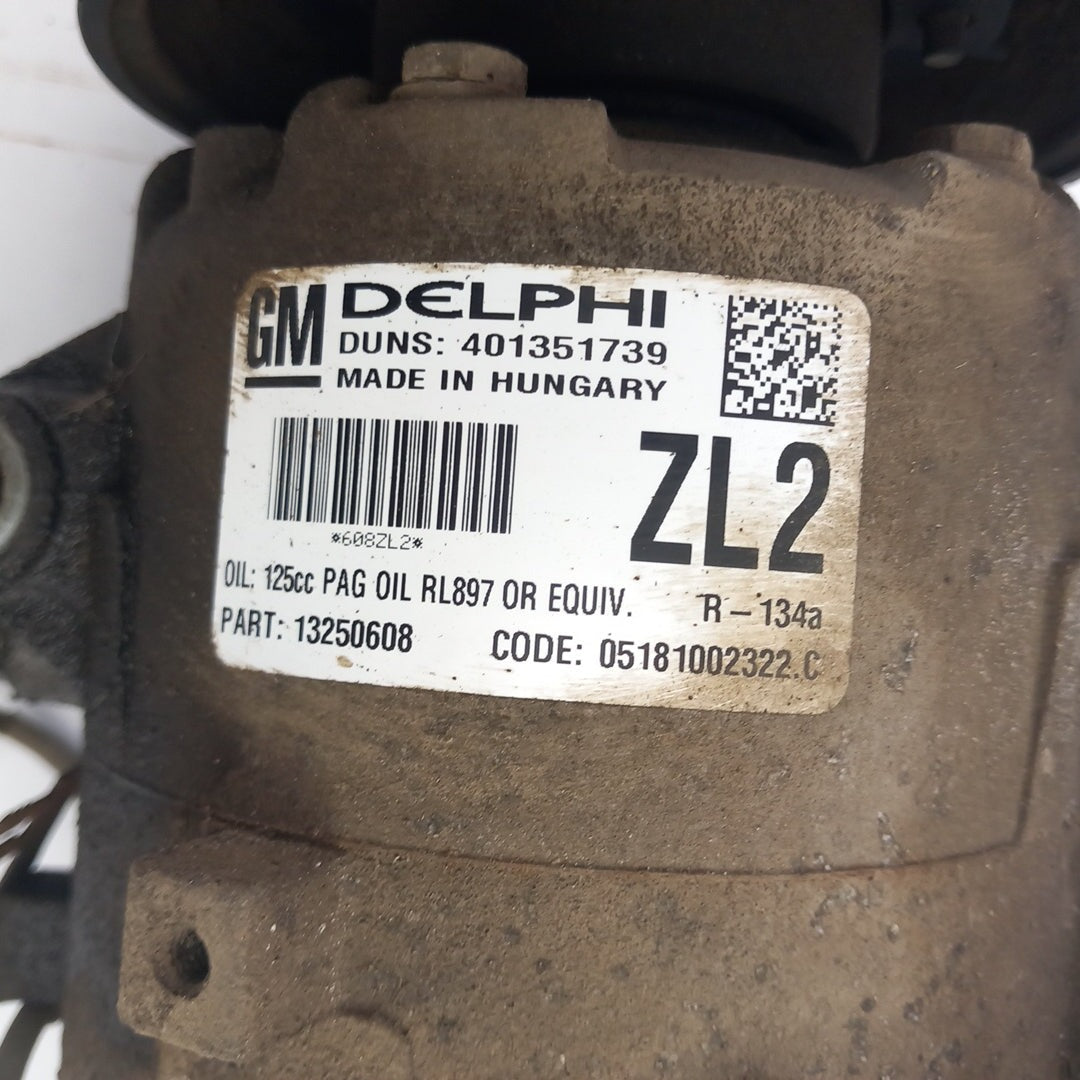 GM DELPHI
DUNS: 401351739
MADE IN HUNGARY
ZL2
*608ZL2*
OIL: 125cc PAG OIL RL897 OR EQUIV. R-134a
PART: 13250608 CODE: 05181002322.C